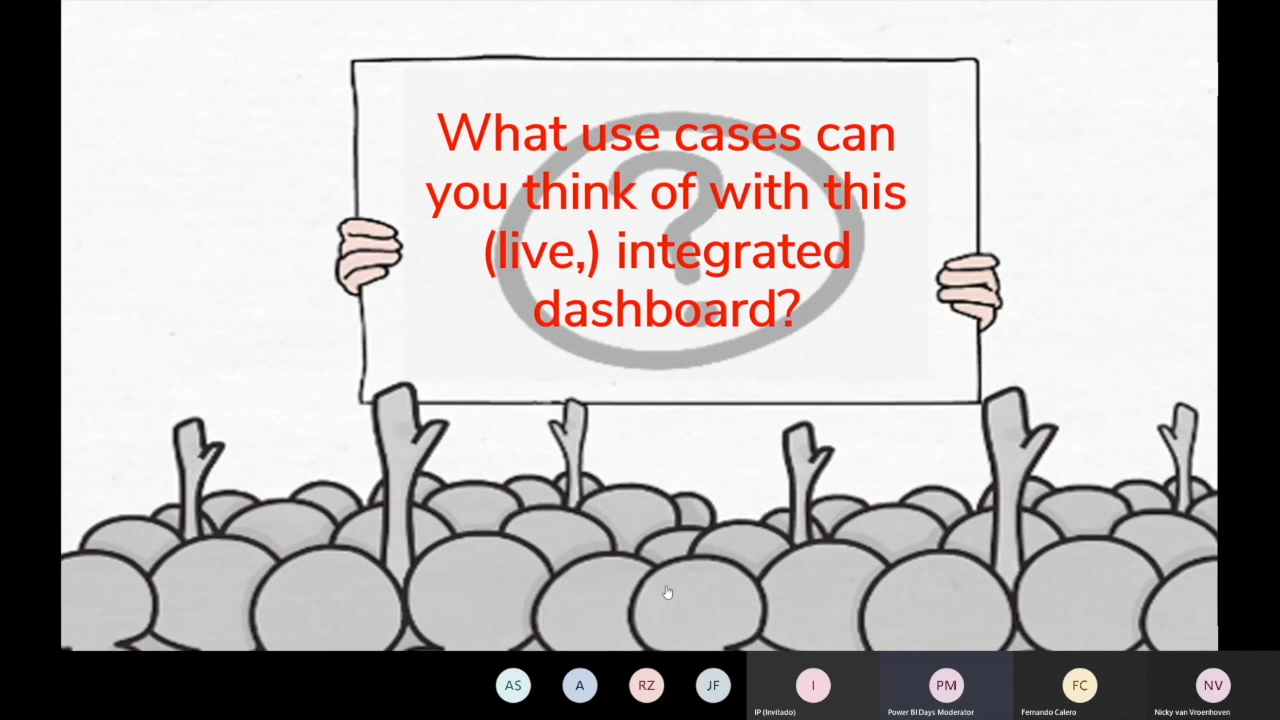 What use cases can
you think of with this
(live,) integrated
dashboard?
AS
A
RZ
JF
I
PM
FC
NV
IP (Invitado)
Power BI Days Moderator
Fernando Calero
Nicky van Vroenhoven